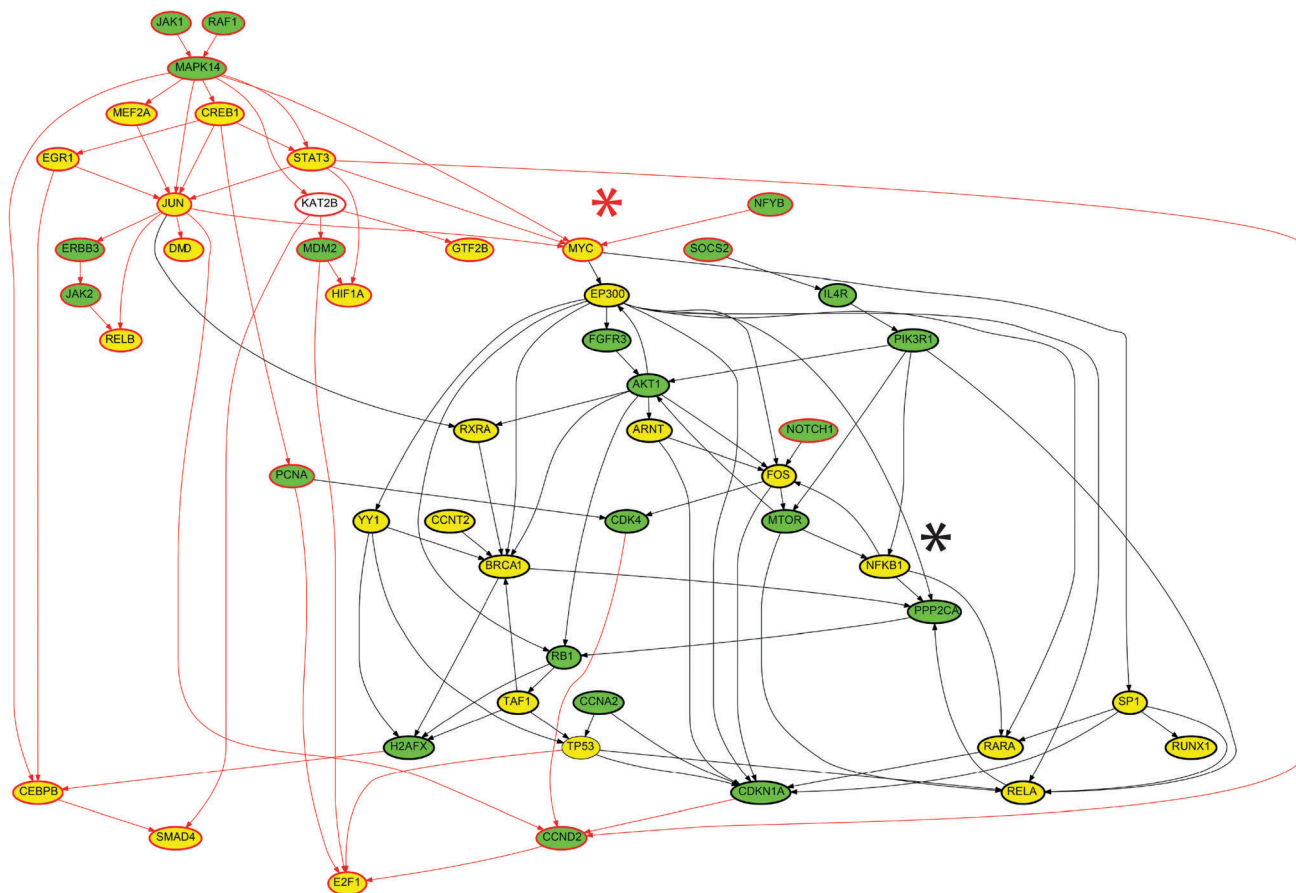 JAK1 RAF1
MAPK14
MEF2A CREB1
EGR1 STAT3
JUN KAT2B NFYB
ERBB3 DMD MDM2 GTF2B MYC SOCS2
JAK2 HIF1A EP300 IL4R
RELB FGFR3 PIK3R1
AKT1
RXRA ARNT NOTCH1
PCNA FOS
YY1 CCNT2 CDK4 MTOR
BRCA1 NFKB1
PPP2CA
RB1
TAF1 CCNA2 SP1
H2AFX TP53 RARA RUNX1
CEBPB CDKN1A RELA
SMAD4 CCND2
E2F1